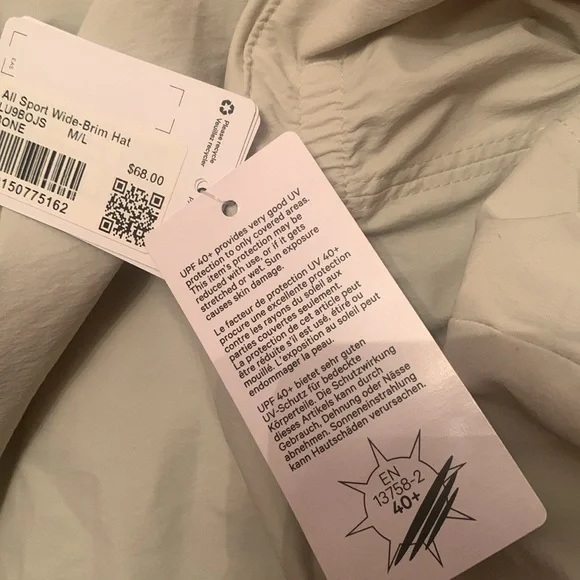 EAS
All Sport Wide-Brim Hat
LU9BOJS M/L
$68.00
150775162
Please recycle
Veuillez recycler
UPF 40+ provides very good UV
protection to only covered areas.
This item's protection may be
reduced with use, or if it gets
stretched or wet. Sun exposure
causes skin damage.
Le facteur de protection UV 40+
procure une excellente protection
contre les rayons du soleil aux
parties couvertes seulement.
La protection de cet article peut
être réduite s'il est usé, étiré ou
mouillé. L'exposition au soleil peut
endommager la peau.
UPF 40+ bietet sehr guten
UV-Schutz für bedeckte
Körperteile. Die Schutzwirkung
dieses Artikels kann durch
Gebrauch, Dehnung oder Nässe
abnehmen. Sonneneinstrahlung
kann Hautschäden verursachen.
EN
13758-2
40+